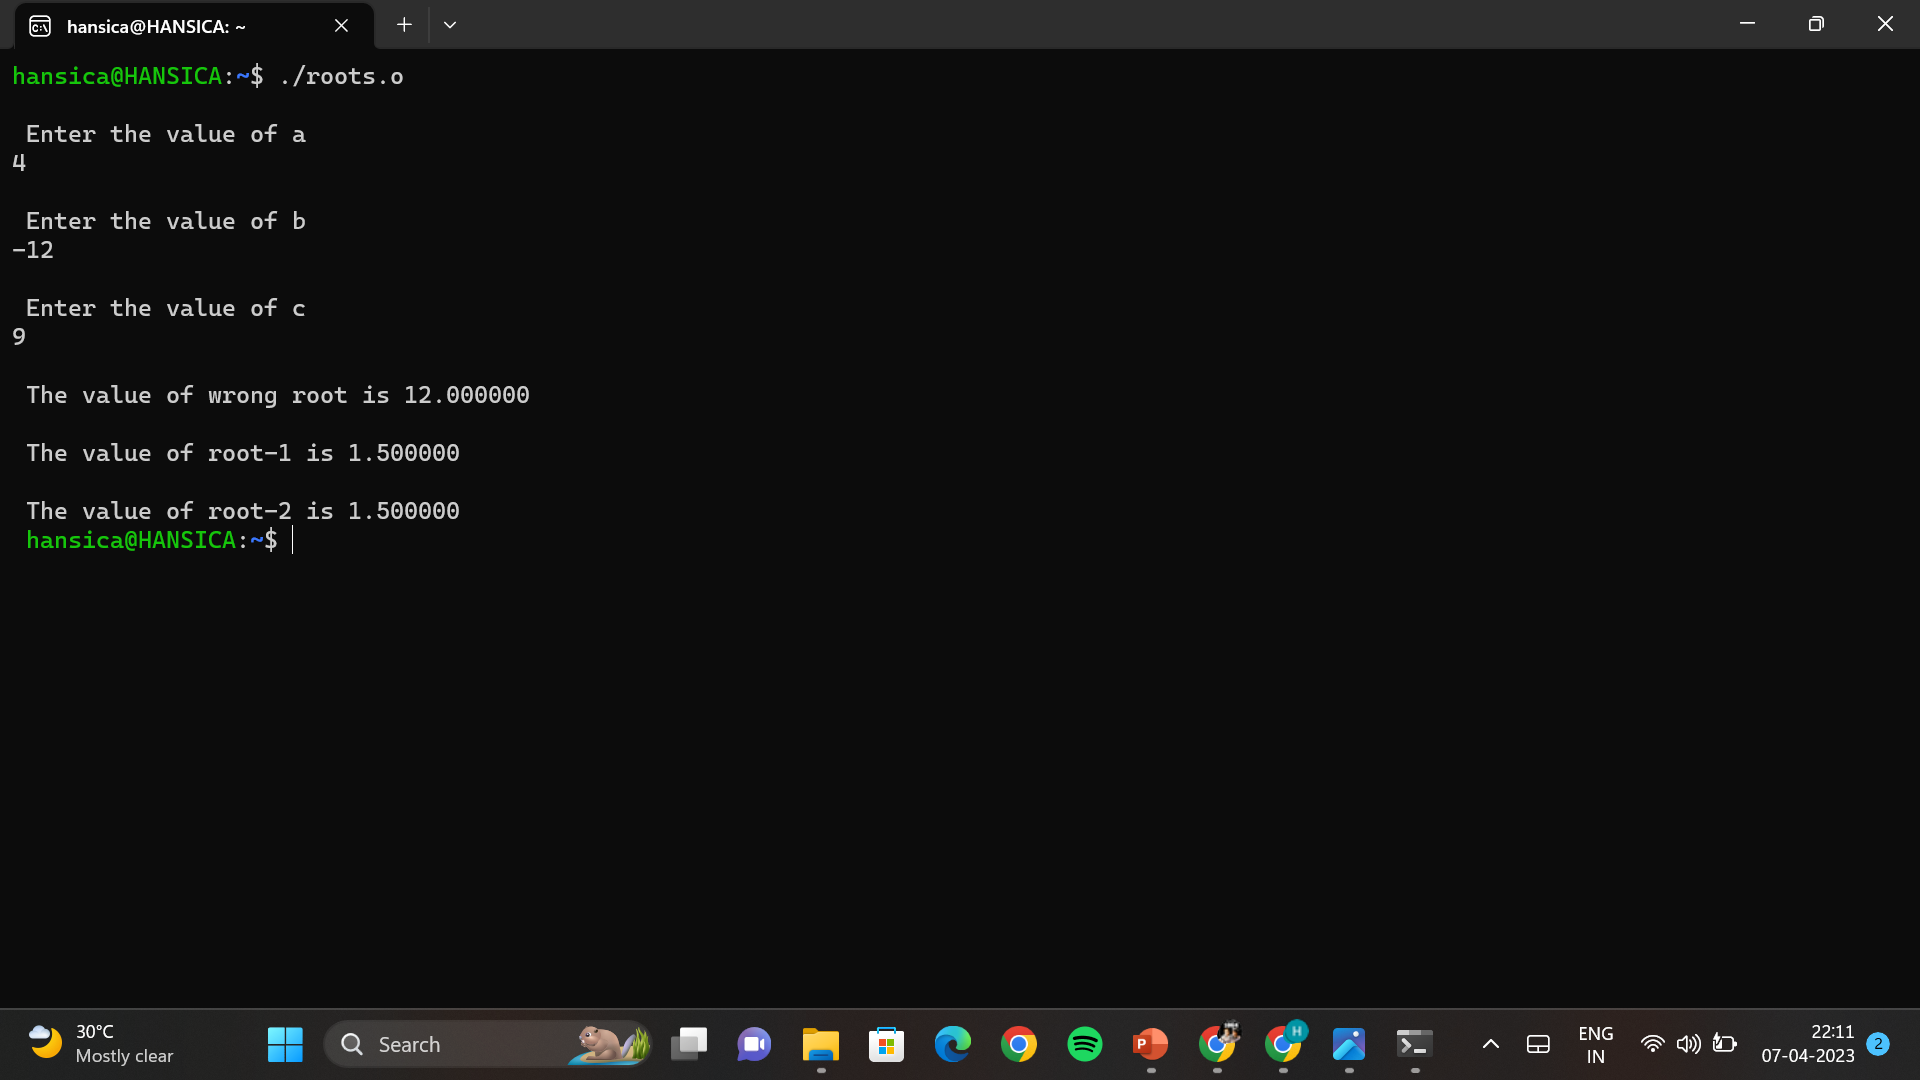 hansica@HANSICA: ~
hansica@HANSICA:~$ ./roots.o
Enter the value of a
4
Enter the value of b
-12
Enter the value of c
9
The value of wrong root is 12.000000
The value of root-1 is 1.500000
The value of root-2 is 1.500000
hansica@HANSICA:~$
30°C
Mostly clear
Search
P
H
ENG
IN
22:11
07-04-2023
2